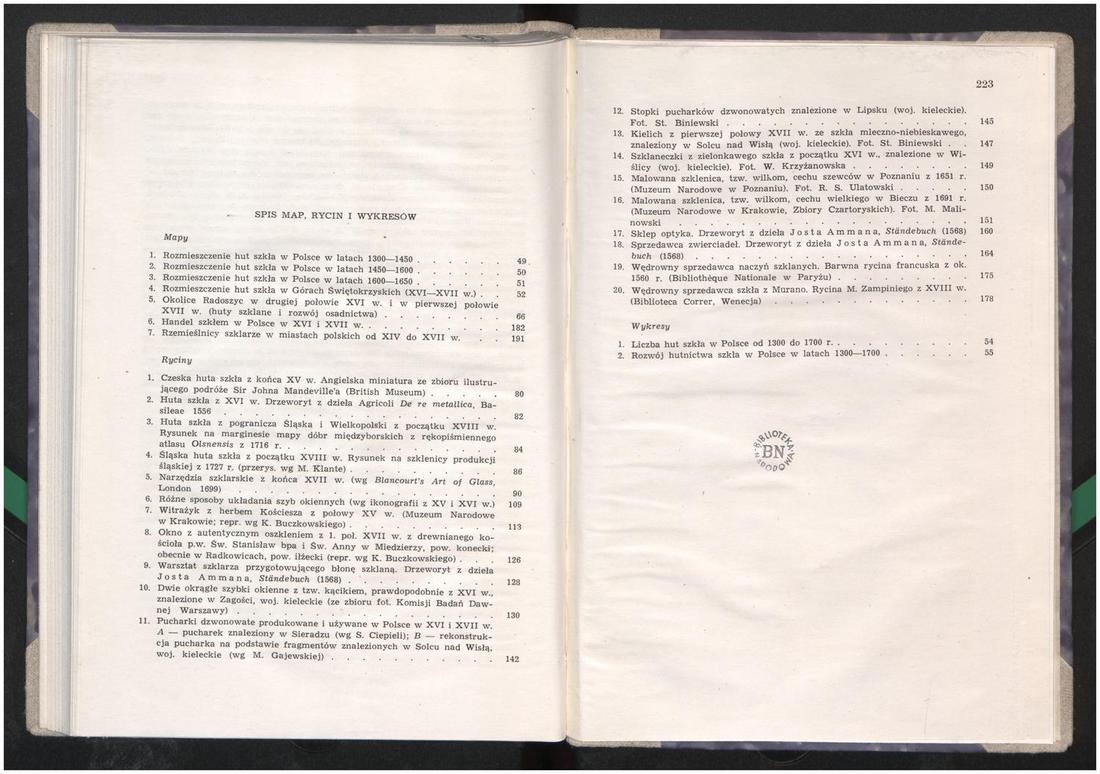 SPIS MAP, RYCIN I WYKRESÓW
Mapy
1. Rozmieszczenie hut szkła w Polsce w latach 1300—1450 . . . . . . 49
2. Rozmieszczenie hut szkła w Polsce w latach 1450—1600 . . . . . . 50
3. Rozmieszczenie hut szkła w Polsce w latach 1600—1650 . . . . . . 51
4. Rozmieszczenie hut szkła w Górach Świętokrzyskich (XVI—XVII w.) . . 52
5. Okolice Radoszyc w drugiej połowie XVI w. i w pierwszej połowie
XVII w. (huty szklane i rozwój osadnictwa) . . . . . . . . 66
6. Handel szkłem w Polsce w XVI i XVII w. . . . . . . . . 182
7. Rzemieślnicy szklarze w miastach polskich od XIV do XVII w. . . 191
Ryciny
1. Czeska huta szkła z końca XV w. Angielska miniatura ze zbioru ilustru-
jącego podróże Sir Johna Mandeville'a (British Museum) . . . . . 80
2. Huta szkła z XVI w. Drzeworyt z dzieła Agricoli De re metallica, Ba-
sileae 1556 . . . . . . . . . . . . . . . . . 82
3. Huta szkła z pogranicza Śląska i Wielkopolski z początku XVIII w.
Rysunek na marginesie mapy dóbr międzyborskich z rękopiśmiennego
atlasu Olsnensis z 1716 r. . . . . . . . . . . . . . 84
4. Śląska huta szkła z początku XVIII w. Rysunek na szklenicy produkcji
śląskiej z 1727 r. (przerys. wg M. Klante) . . . . . . . . . 86
5. Narzędzia szklarskie z końca XVII w. (wg Blancourt's Art of Glass,
London 1699) . . . . . . . . . . . . . . . . . 90
6. Różne sposoby układania szyb okiennych (wg ikonografii z XV i XVI w.) 109
7. Witrażyk z herbem Kościesza z połowy XV w. (Muzeum Narodowe
w Krakowie; repr. wg K. Buczkowskiego) . . . . . . . . . 113
8. Okno z autentycznym oszkleniem z 1. poł. XVII w. z drewnianego ko-
ścioła p.w. Św. Stanisław bpa i Św. Anny w Miedzierzy, pow. konecki;
obecnie w Radkowicach, pow. iłżecki (repr. wg K. Buczkowskiego) . . . 126
9. Warsztat szklarza przygotowującego błonę szklaną. Drzeworyt z dzieła
Josta Ammana, Ständebuch (1568) . . . . . . . . . 128
10. Dwie okrągłe szybki okienne z tzw. kącikiem, prawdopodobnie z XVI w.,
znalezione w Zagości, woj. kieleckie (ze zbioru fot. Komisji Badań Daw-
nej Warszawy) . . . . . . . . . . . . . . . . 130
11. Pucharki dzwonowate produkowane i używane w Polsce w XVI i XVII w.
A — pucharek znaleziony w Sieradzu (wg S. Ciepieli); B — rekonstruk-
cja pucharka na podstawie fragmentów znalezionych w Solcu nad Wisłą,
woj. kieleckie (wg M. Gajewskiej) . . . . . . . . . . . 142
223
12. Stopki pucharków dzwonowatych znalezione w Lipsku (woj. kieleckie).
Fot. St. Biniewski . . . . . . . . . . . . . . . 145
13. Kielich z pierwszej połowy XVII w. ze szkła mleczno-niebieskawego,
znaleziony w Solcu nad Wisłą (woj. kieleckie). Fot. St. Biniewski . . 147
14. Szklaneczki z zielonkawego szkła z początku XVI w., znalezione w Wi-
ślicy (woj. kieleckie). Fot. W. Krzyżanowska . . . . . . . . 149
15. Malowana szklenica, tzw. wilkom, cechu szewców w Poznaniu z 1651 r.
(Muzeum Narodowe w Poznaniu). Fot. R. S. Ulatowski . . . . . 150
16. Malowana szklenica, tzw. wilkom, cechu wielkiego w Bieczu z 1691 r.
(Muzeum Narodowe w Krakowie, Zbiory Czartoryskich). Fot. M. Mali-
nowski . . . . . . . . . . . . . . . . . . 151
17. Sklep optyka. Drzeworyt z dzieła Josta Ammana, Ständebuch (1568) 160
18. Sprzedawca zwierciadeł. Drzeworyt z dzieła Josta Ammana, Stände-
buch (1568) . . . . . . . . . . . . . . . . . 164
19. Wędrowny sprzedawca naczyń szklanych. Barwna rycina francuska z ok.
1560 r. (Bibliothèque Nationale w Paryżu) . . . . . . . . 175
20. Wędrowny sprzedawca szkła z Murano. Rycina M. Zampiniego z XVIII w.
(Biblioteca Correr, Wenecja) . . . . . . . . . . . . 178
Wykresy
1. Liczba hut szkła w Polsce od 1300 do 1700 r. . . . . . . . . 54
2. Rozwój hutnictwa szkła w Polsce w latach 1300—1700 . . . . . . 55
BIBLIOTEKA
BN
NARODOWA